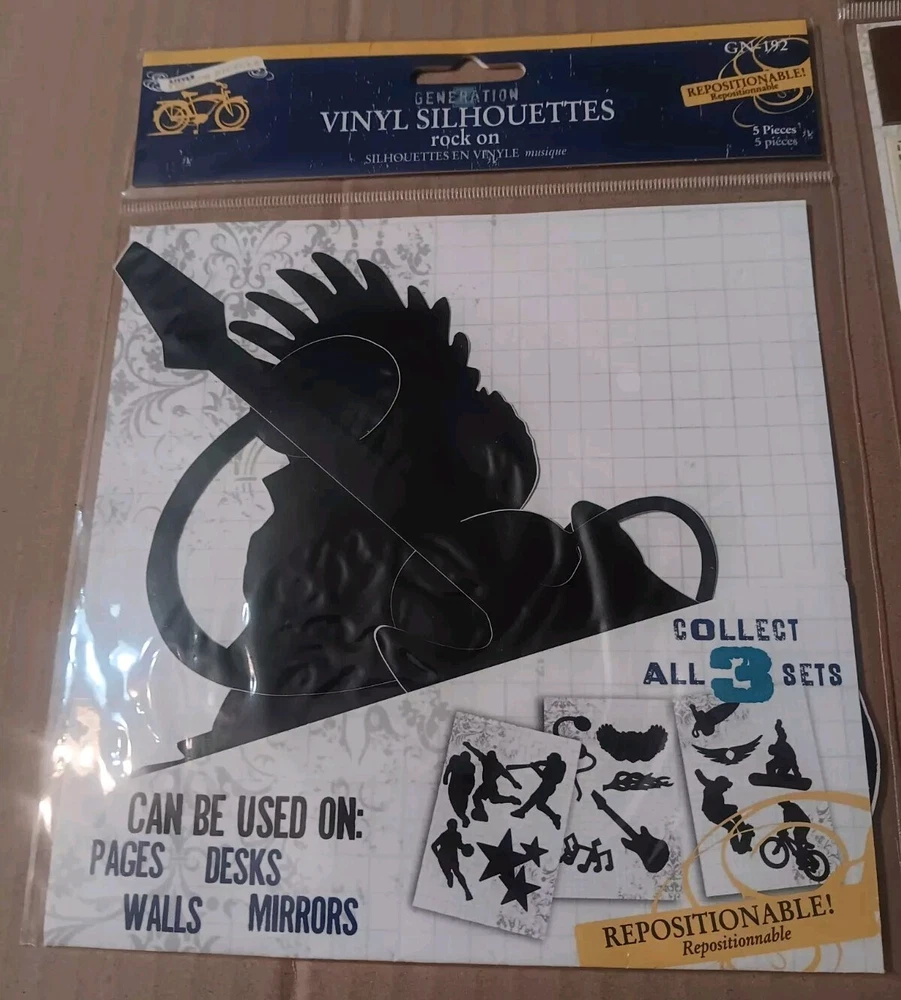 GN-192
REPOSITIONABLE!
Repositionnable
GENERATION
VINYL SILHOUETTES
rock on
SILHOUETTES EN VINYLE musique
5 Pieces
5 pièces
COLLECT
ALL 3 SETS
CAN BE USED ON:
PAGES DESKS
WALLS MIRRORS
REPOSITIONABLE!
Repositionnable